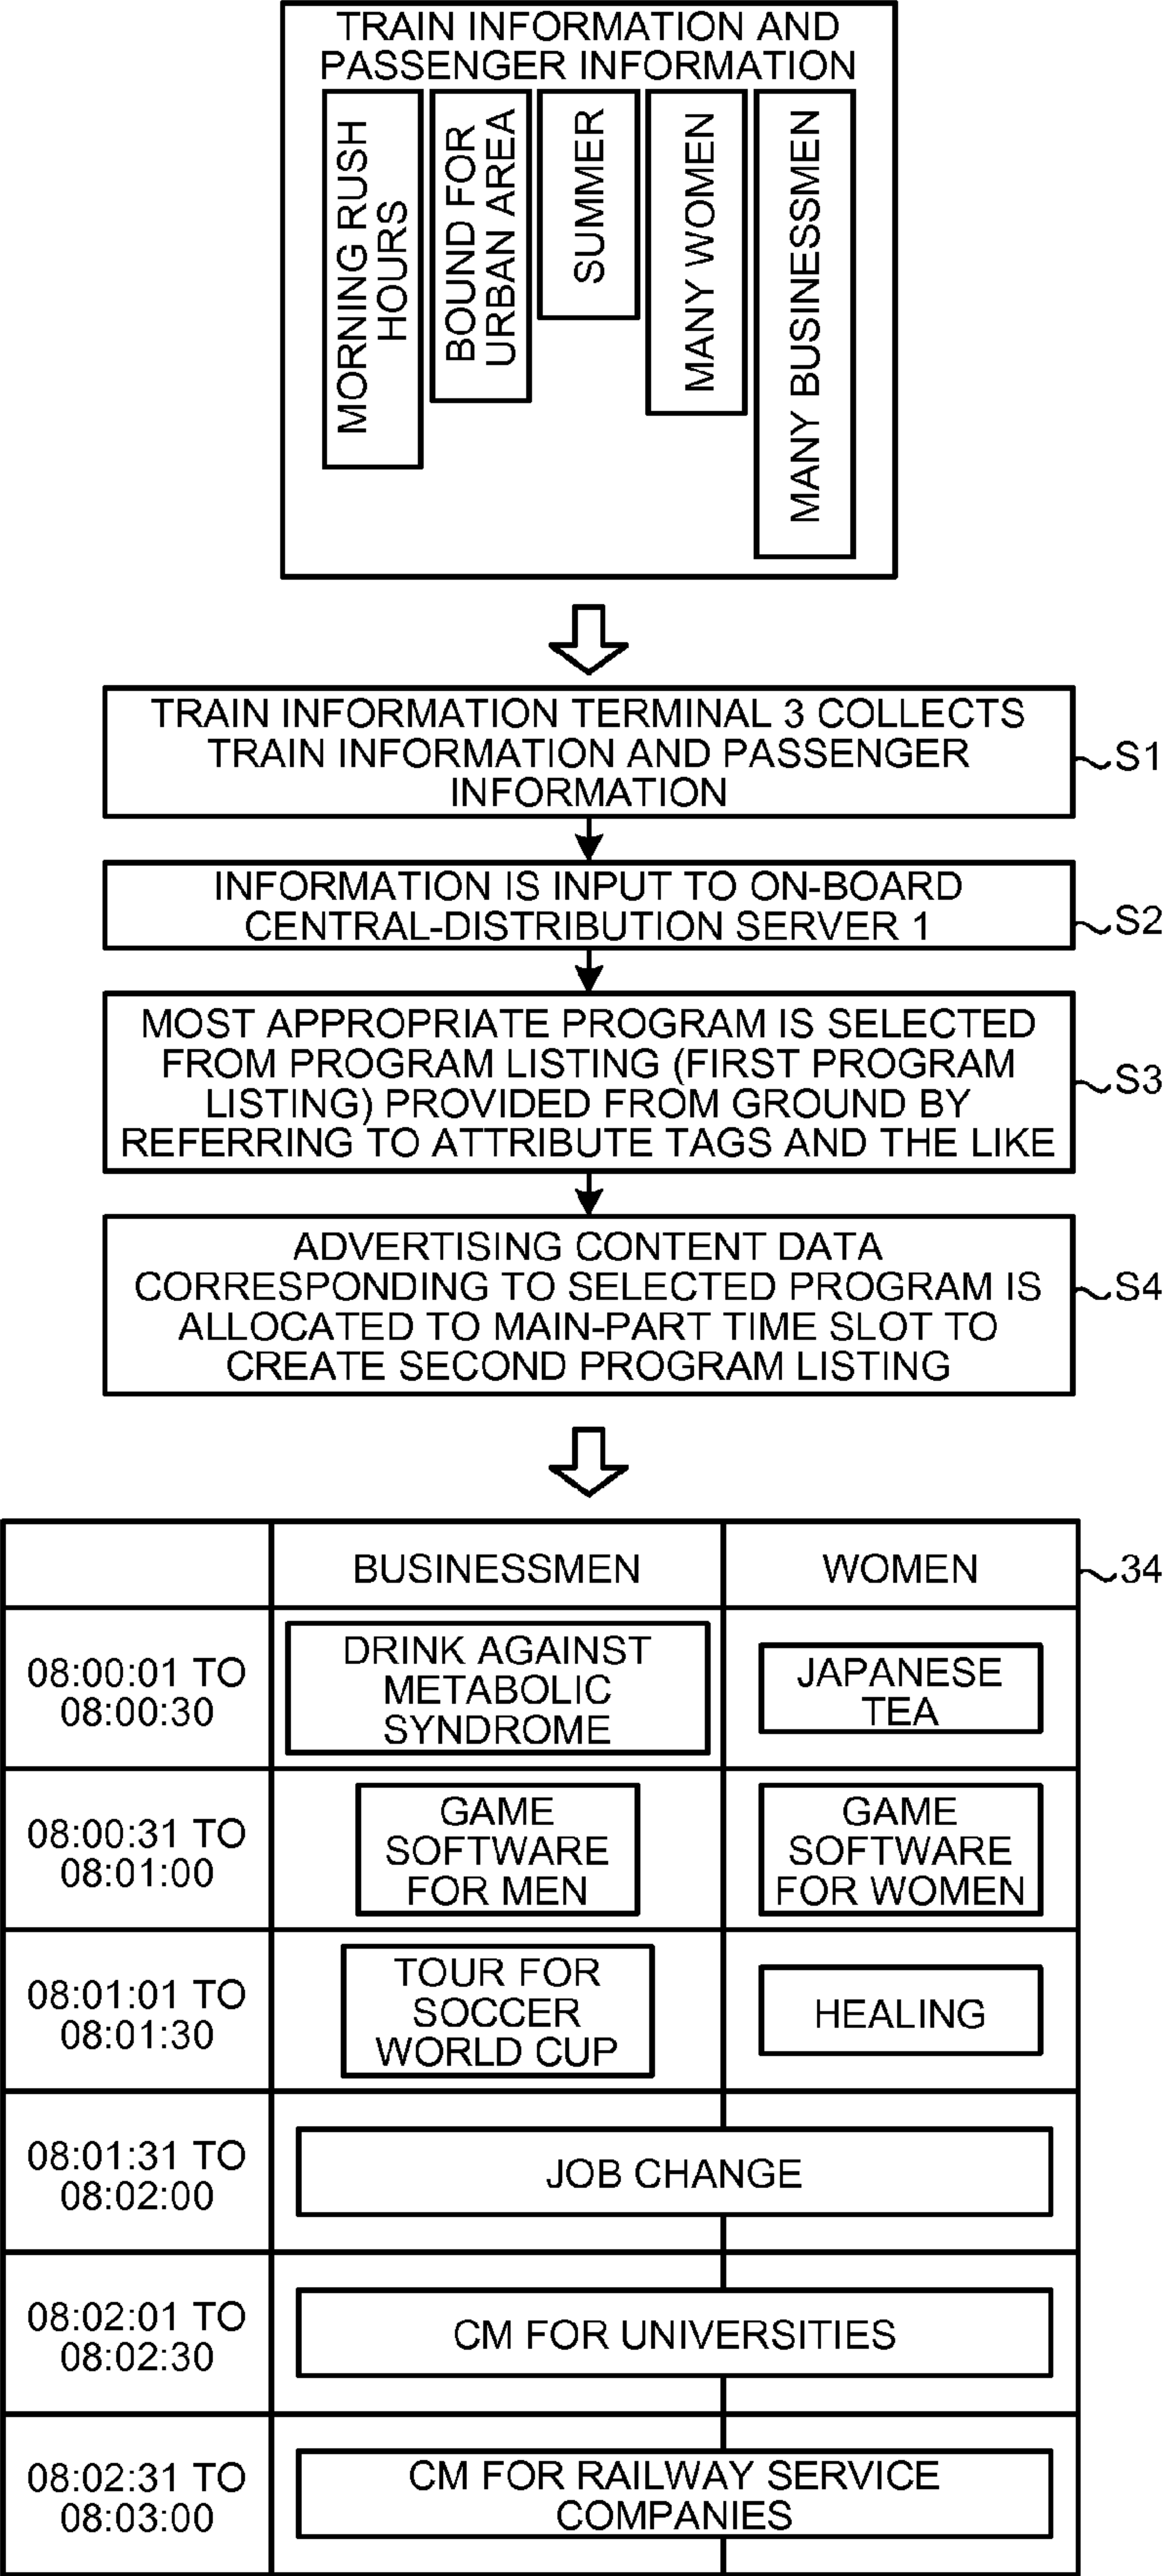 TRAIN INFORMATION AND
PASSENGER INFORMATION
MORNING RUSH
HOURS
BOUND FOR
URBAN AREA
SUMMER
MANY WOMEN
MANY BUSINESSMEN
TRAIN INFORMATION TERMINAL 3 COLLECTS
TRAIN INFORMATION AND PASSENGER
INFORMATION
S1
INFORMATION IS INPUT TO ON-BOARD
CENTRAL-DISTRIBUTION SERVER 1
S2
MOST APPROPRIATE PROGRAM IS SELECTED
FROM PROGRAM LISTING (FIRST PROGRAM
LISTING) PROVIDED FROM GROUND BY
REFERRING TO ATTRIBUTE TAGS AND THE LIKE
S3
ADVERTISING CONTENT DATA
CORRESPONDING TO SELECTED PROGRAM IS
ALLOCATED TO MAIN-PART TIME SLOT TO
CREATE SECOND PROGRAM LISTING
S4
BUSINESSMEN
WOMEN
34
08:00:01 TO
08:00:30
DRINK AGAINST
METABOLIC
SYNDROME
JAPANESE
TEA
08:00:31 TO
08:01:00
GAME
SOFTWARE
FOR MEN
GAME
SOFTWARE
FOR WOMEN
08:01:01 TO
08:01:30
TOUR FOR
SOCCER
WORLD CUP
HEALING
08:01:31 TO
08:02:00
JOB CHANGE
08:02:01 TO
08:02:30
CM FOR UNIVERSITIES
08:02:31 TO
08:03:00
CM FOR RAILWAY SERVICE
COMPANIES